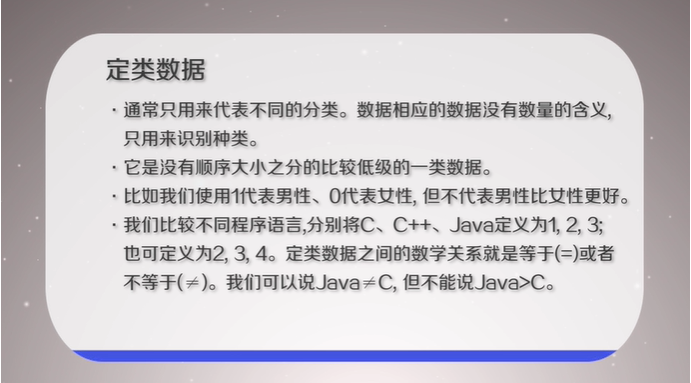 定类数据
· 通常只用来代表不同的分类。数据相应的数据没有数量的含义,
只用来识别种类。
· 它是没有顺序大小之分的比较低级的一类数据。
· 比如我们使用1代表男性、0代表女性, 但不代表男性比女性更好。
· 我们比较不同程序语言,分别将C、C++、Java定义为1, 2, 3;
也可定义为2, 3, 4。定类数据之间的数学关系就是等于(=)或者
不等于(≠)。我们可以说Java≠C, 但不能说Java>C。